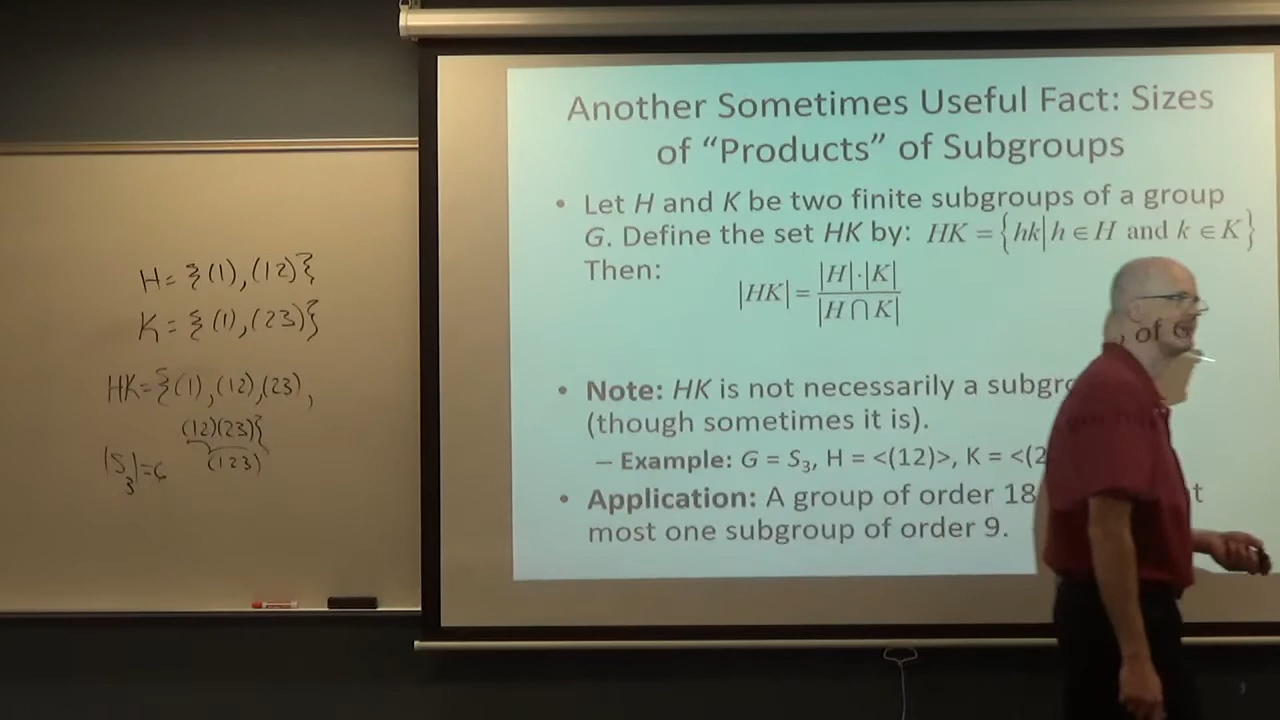 H = {(1), (12)}
K = {(1), (23)}
HK = {(1), (12), (23),
(12)(23)}
(123)
|S₃| = 6
Another Sometimes Useful Fact: Sizes
of “Products” of Subgroups
• Let H and K be two finite subgroups of a group
G. Define the set HK by: HK = {hk|h ∈ H and k ∈ K}
Then:
|HK| = |H|·|K| / |H ∩ K|
• Note: HK is not necessarily a subgr of G
(though sometimes it is).
– Example: G = S₃, H = <(12)>, K = <(2
• Application: A group of order 18 t
most one subgroup of order 9.